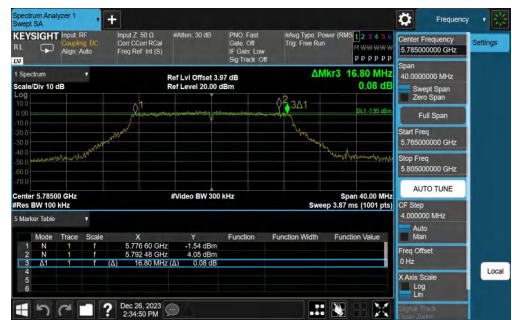 Spectrum Analyzer 1
Swept SA
Frequency
KEYSIGHT
Input: RF
Input Z: 50 Ω
#Atten: 30 dB
PNO: Fast
#Avg Type: Power (RMS)
1 2 3 4 5 6
RL
Coupling: DC
Corr CCorr RCal
Gate: Off
Trig: Free Run
Align: Auto
Freq Ref: Int (S)
IF Gain: Low
Sig Track: Off
M W W W W W
P P P P P P
LV
1 Spectrum
Ref Lvl Offset 3.97 dB
ΔMkr3 16.80 MHz
Scale/Div 10 dB
Ref Level 20.00 dBm
0.08 dB
Log
10.0
0.00
-10.0
-20.0
-30.0
-40.0
-50.0
-60.0
-70.0
1
2
3Δ1
Center 5.78500 GHz
#Video BW 300 kHz
Span 40.00 MHz
#Res BW 100 kHz
Sweep 3.87 ms (1001 pts)
5 Marker Table
Mode Trace Scale X Y Function Function Width Function Value
1 N 1 f 5.776 60 GHz -1.54 dBm
2 N 1 f 5.792 48 GHz 4.05 dBm
3 Δ1 1 f (Δ) 16.80 MHz (Δ) 0.08 dB
4
5
6
Dec 26, 2023
2:34:50 PM
Center Frequency
5.785000000 GHz
Settings
Span
40.0000000 MHz
Swept Span
Zero Span
Full Span
Start Freq
5.765000000 GHz
Stop Freq
5.805000000 GHz
AUTO TUNE
CF Step
4.000000 MHz
Auto
Man
Freq Offset
0 Hz
X Axis Scale
Log
Lin
Local
Signal Track